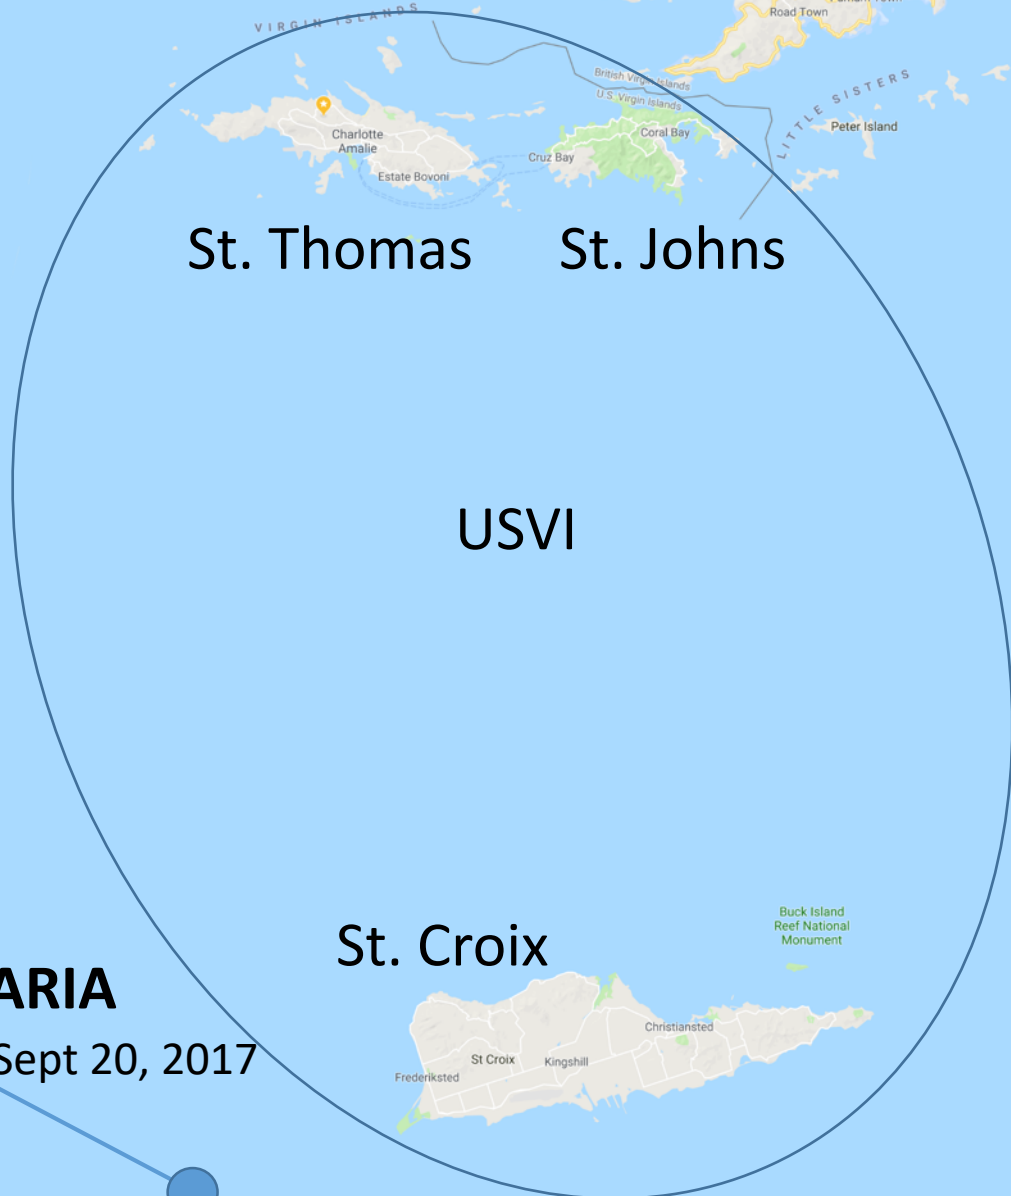 VIRGIN ISLANDS
Road Town
British Virgin Islands
U.S. Virgin Islands
LITTLE SISTERS
Peter Island
Charlotte
Amalie
Coral Bay
Cruz Bay
Estate Bovoni
St. Thomas
St. Johns
USVI
Buck Island
Reef National
Monument
St. Croix
ARIA
Sept 20, 2017
Christiansted
St Croix
Kingshill
Frederiksted